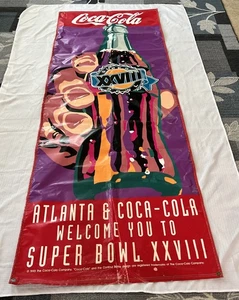 Coca-Cola
XXVIII
ATLANTA & COCA-COLA
WELCOME YOU TO
SUPER BOWL XXVIII